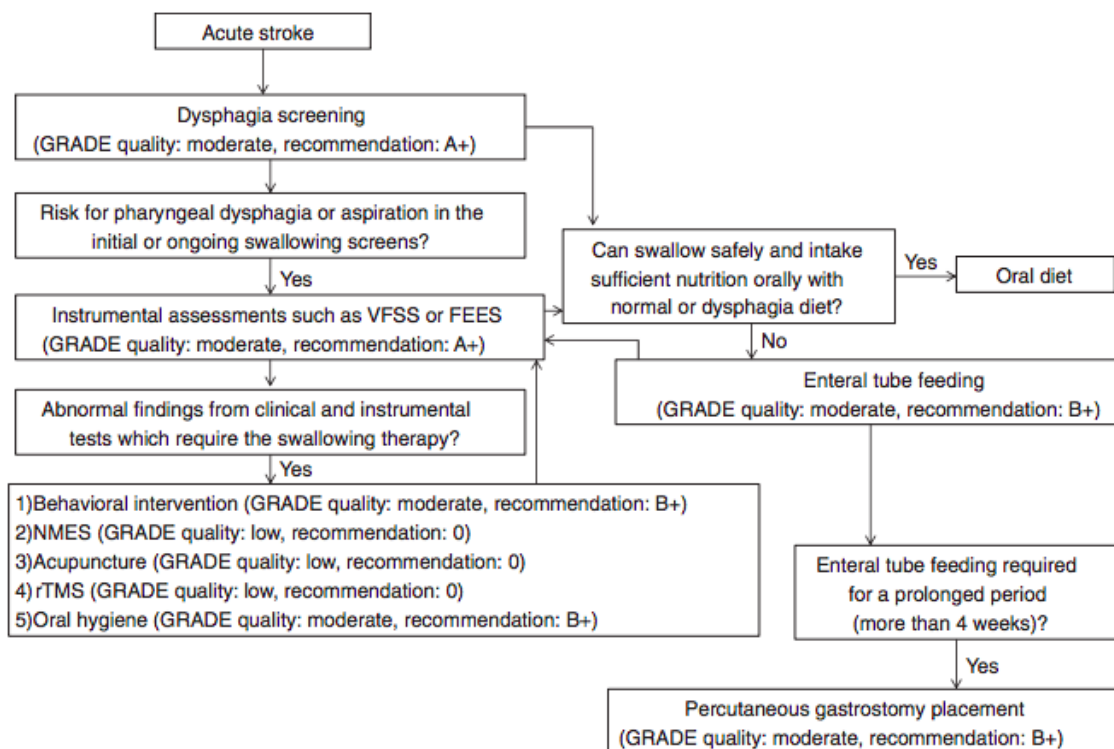 Acute stroke
Dysphagia screening
(GRADE quality: moderate, recommendation: A+)
Risk for pharyngeal dysphagia or aspiration in the
initial or ongoing swallowing screens?
Yes
Instrumental assessments such as VFSS or FEES
(GRADE quality: moderate, recommendation: A+)
Abnormal findings from clinical and instrumental
tests which require the swallowing therapy?
Yes
1)Behavioral intervention (GRADE quality: moderate, recommendation: B+)
2)NMES (GRADE quality: low, recommendation: 0)
3)Acupuncture (GRADE quality: low, recommendation: 0)
4)rTMS (GRADE quality: low, recommendation: 0)
5)Oral hygiene (GRADE quality: moderate, recommendation: B+)
Can swallow safely and intake
sufficient nutrition orally with
normal or dysphagia diet?
Yes
Oral diet
No
Enteral tube feeding
(GRADE quality: moderate, recommendation: B+)
Enteral tube feeding required
for a prolonged period
(more than 4 weeks)?
Yes
Percutaneous gastrostomy placement
(GRADE quality: moderate, recommendation: B+)